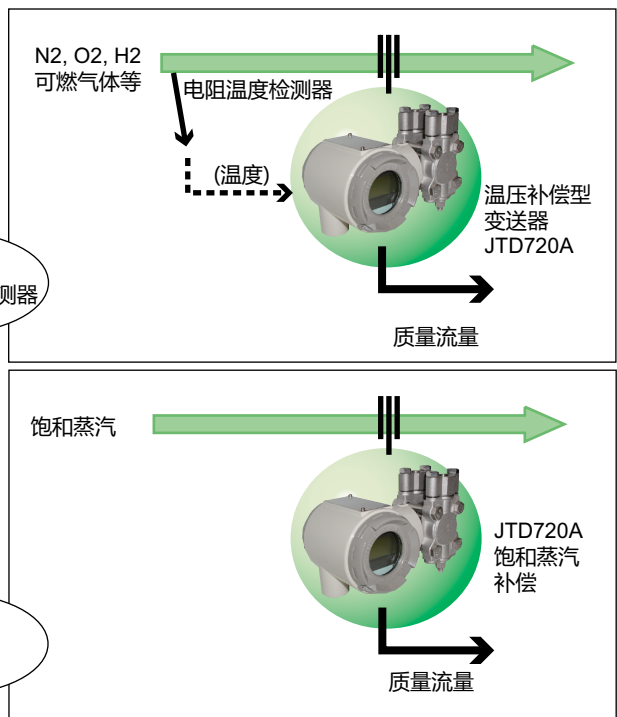 N2, O2, H2
可燃气体等
电阻温度检测器
(温度)
温压补偿型
变送器
JTD720A
测器
质量流量
饱和蒸汽
JTD720A
饱和蒸汽
补偿
质量流量